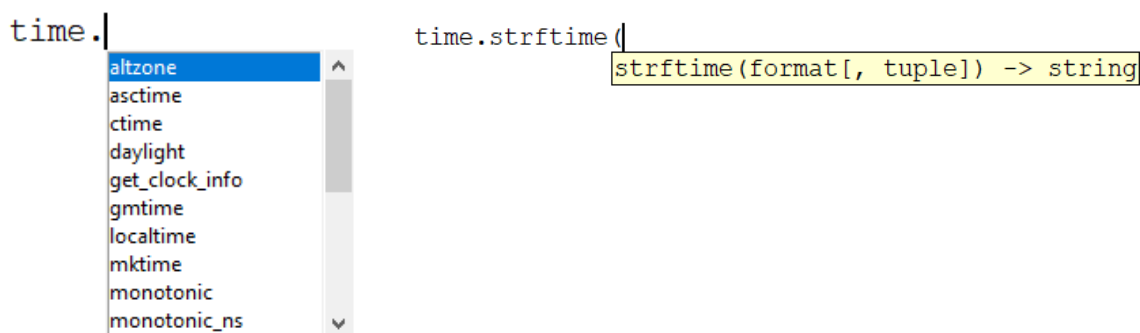 time.
altzone
asctime
ctime
daylight
get_clock_info
gmtime
localtime
mktime
monotonic
monotonic_ns
time.strftime(
strftime(format[, tuple]) -> string